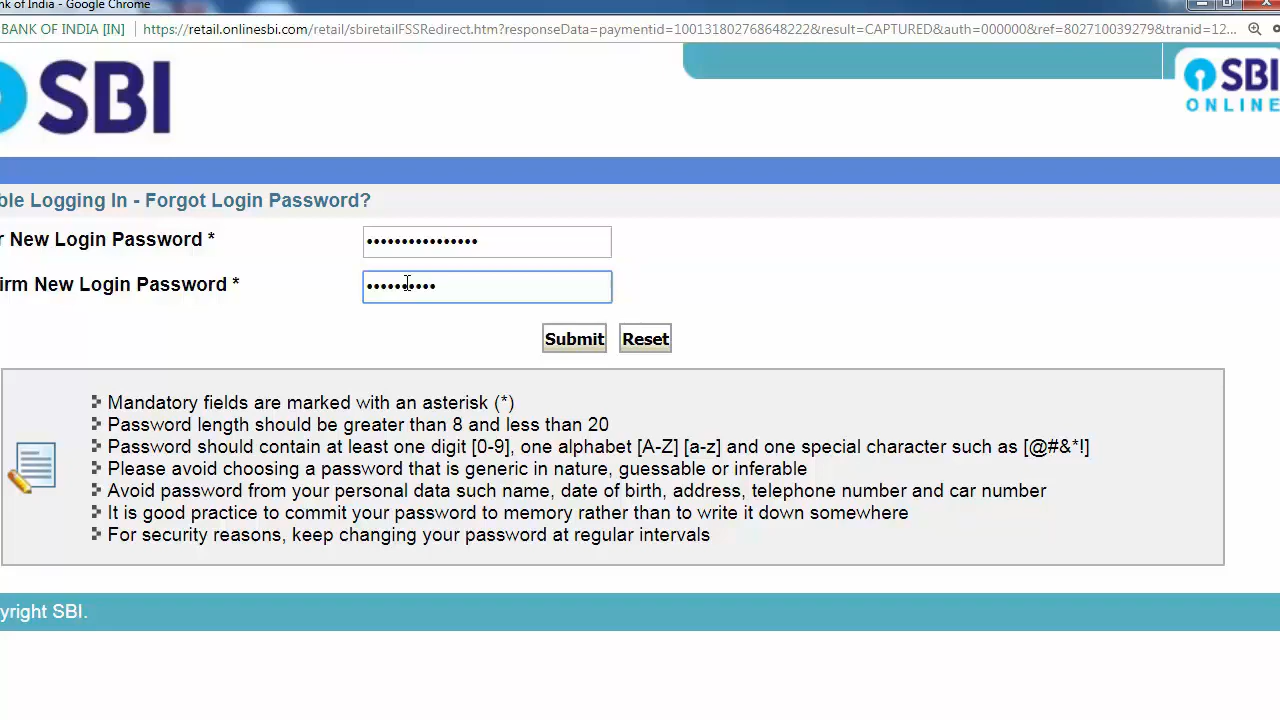 nk of India - Google Chrome
BANK OF INDIA [IN] https://retail.onlinesbi.com/retail/sbiretailFSSRedirect.htm?responseData=paymentid=100131802768648222&result=CAPTURED&auth=000000&ref=802710039279&tranid=12...
SBI
SBI
ONLINE
ble Logging In - Forgot Login Password?
r New Login Password * ••••••••••••••••
irm New Login Password * ••••••••••
Submit Reset
Mandatory fields are marked with an asterisk (*)
Password length should be greater than 8 and less than 20
Password should contain at least one digit [0-9], one alphabet [A-Z] [a-z] and one special character such as [@#&*!]
Please avoid choosing a password that is generic in nature, guessable or inferable
Avoid password from your personal data such name, date of birth, address, telephone number and car number
It is good practice to commit your password to memory rather than to write it down somewhere
For security reasons, keep changing your password at regular intervals
yright SBI.